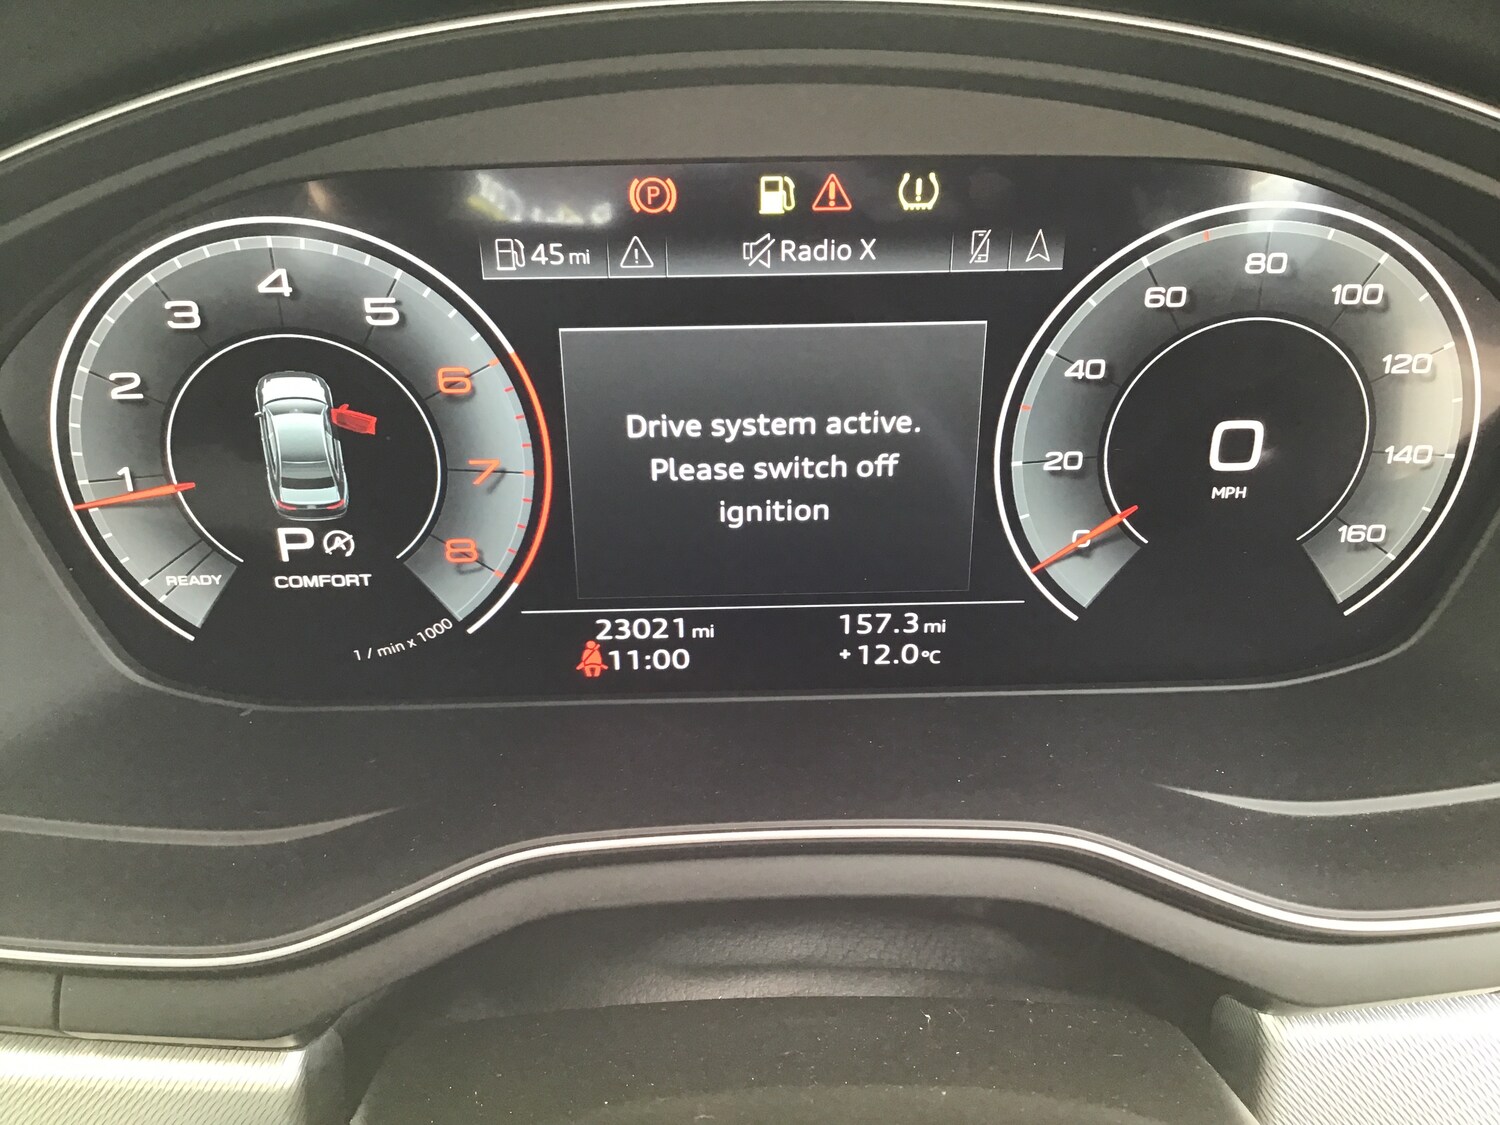 P
45 mi
Radio X
1
2
3
4
5
6
7
8
READY
P A
COMFORT
1 / min x 1000
Drive system active.
Please switch off
ignition
23021 mi
157.3 mi
11:00
+12.0°C
0
20
40
60
80
100
120
140
160
0
MPH